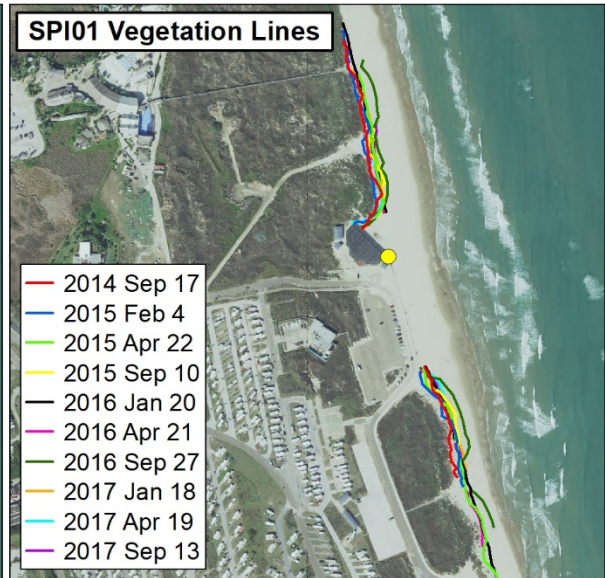 SPI01 Vegetation Lines
2014 Sep 17
2015 Feb 4
2015 Apr 22
2015 Sep 10
2016 Jan 20
2016 Apr 21
2016 Sep 27
2017 Jan 18
2017 Apr 19
2017 Sep 13